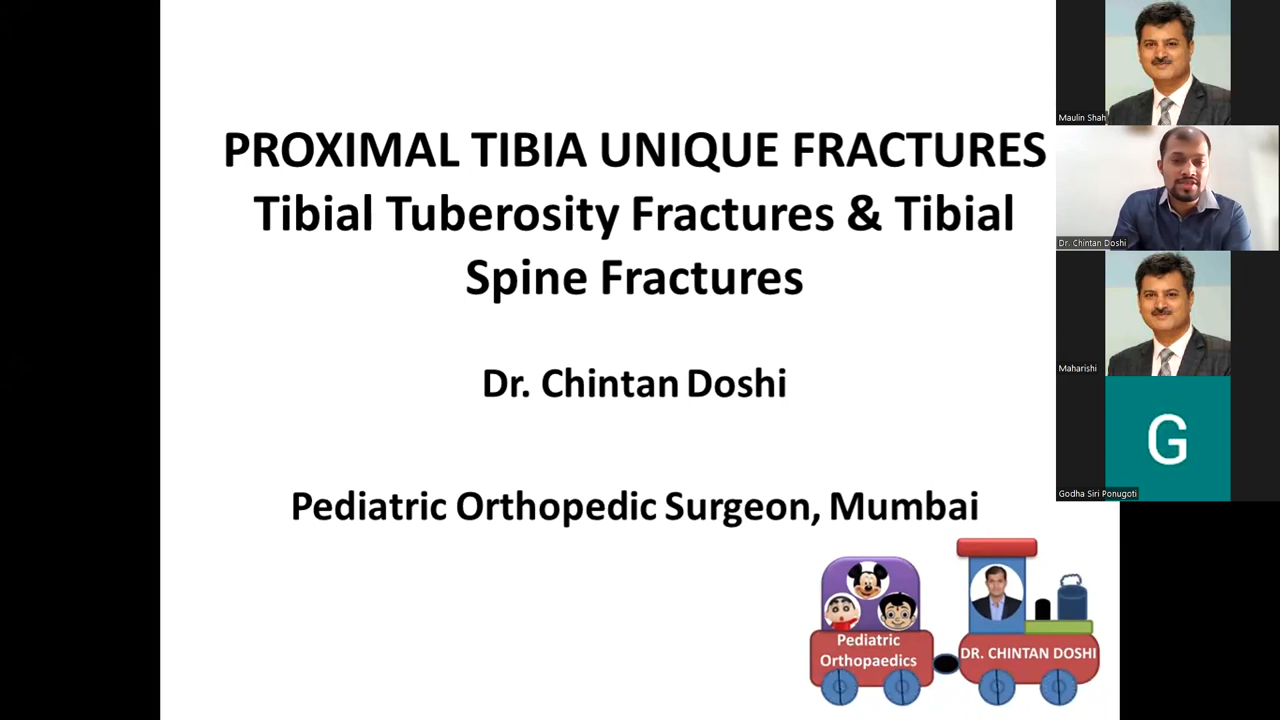 PROXIMAL TIBIA UNIQUE FRACTURES
Tibial Tuberosity Fractures & Tibial
Spine Fractures
Dr. Chintan Doshi
Pediatric Orthopedic Surgeon, Mumbai
Pediatric
Orthopaedics
DR. CHINTAN DOSHI
Maulin Shah
Dr. Chintan Doshi
Maharishi
G
Godha Siri Ponugoti